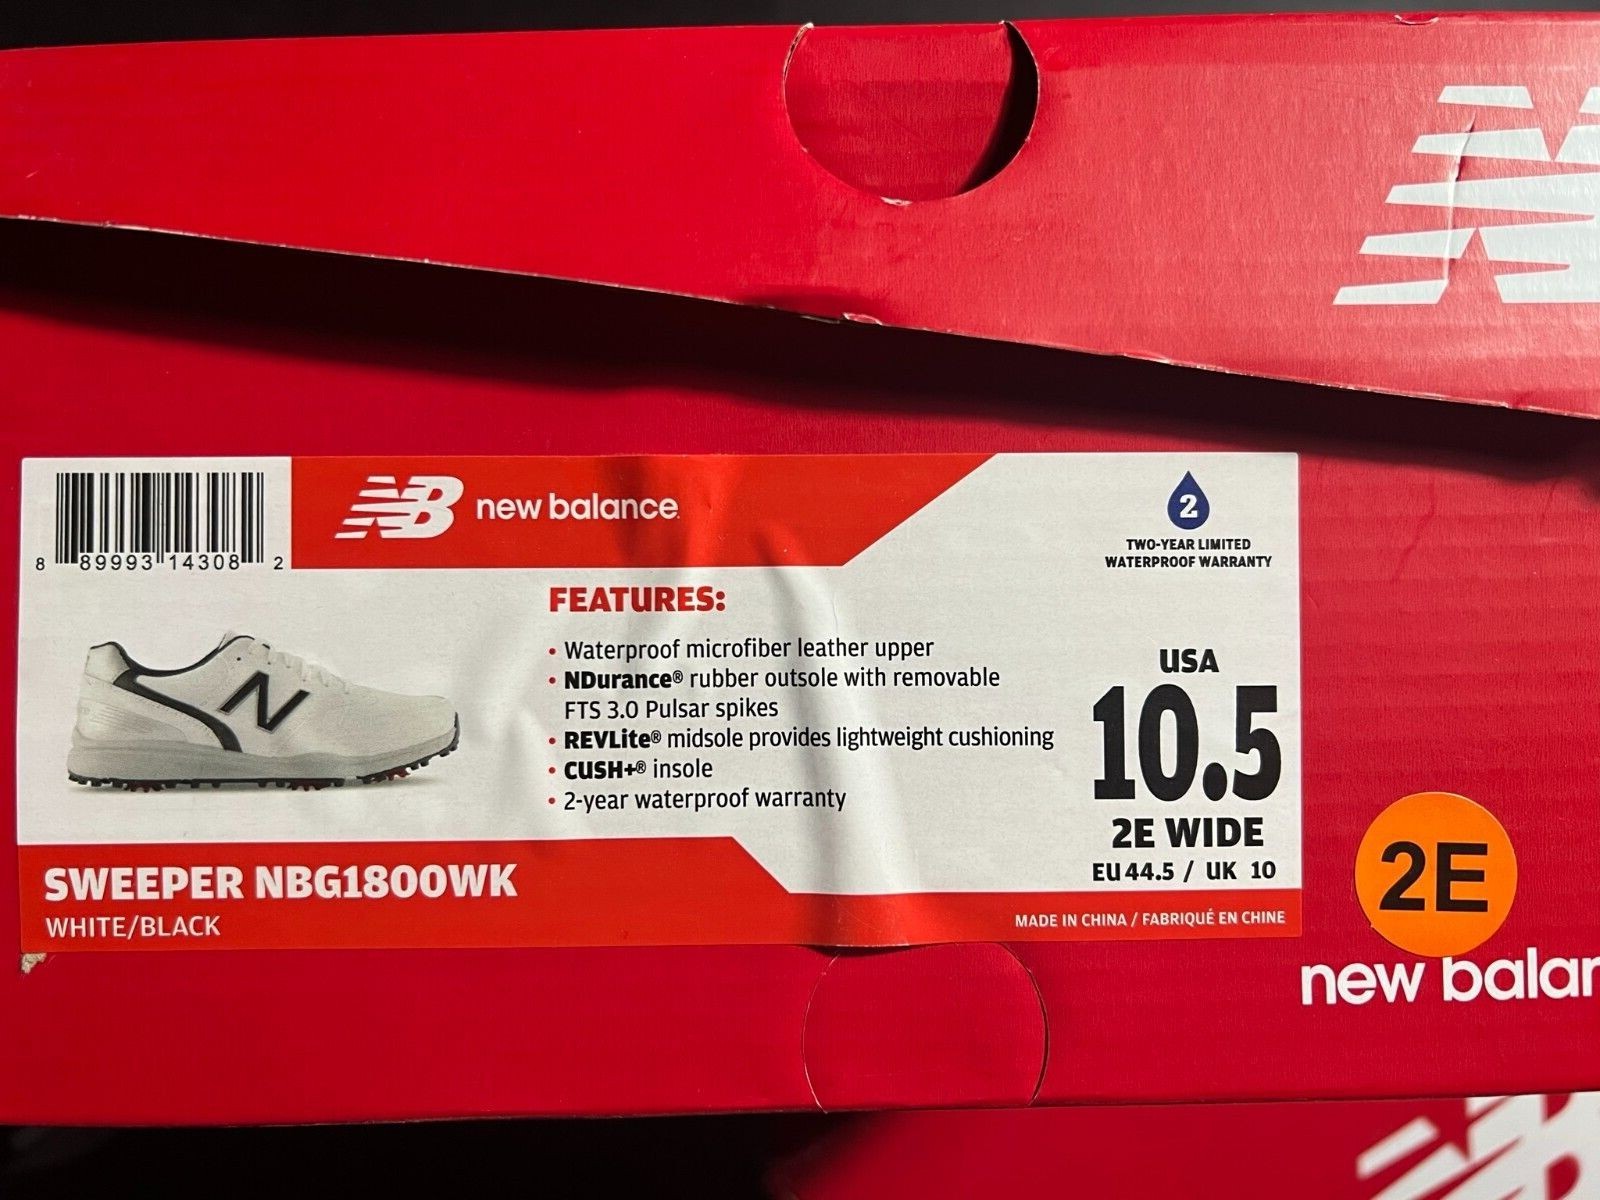 8 89993 14308 2
NB new balance
2
TWO-YEAR LIMITED
WATERPROOF WARRANTY
FEATURES:
• Waterproof microfiber leather upper
• NDurance® rubber outsole with removable
FTS 3.0 Pulsar spikes
• REVLite® midsole provides lightweight cushioning
• CUSH+® insole
• 2-year waterproof warranty
N
USA
10.5
2E WIDE
EU 44.5 / UK 10
SWEEPER NBG1800WK
WHITE/BLACK
MADE IN CHINA / FABRIQUÉ EN CHINE
2E
new balan